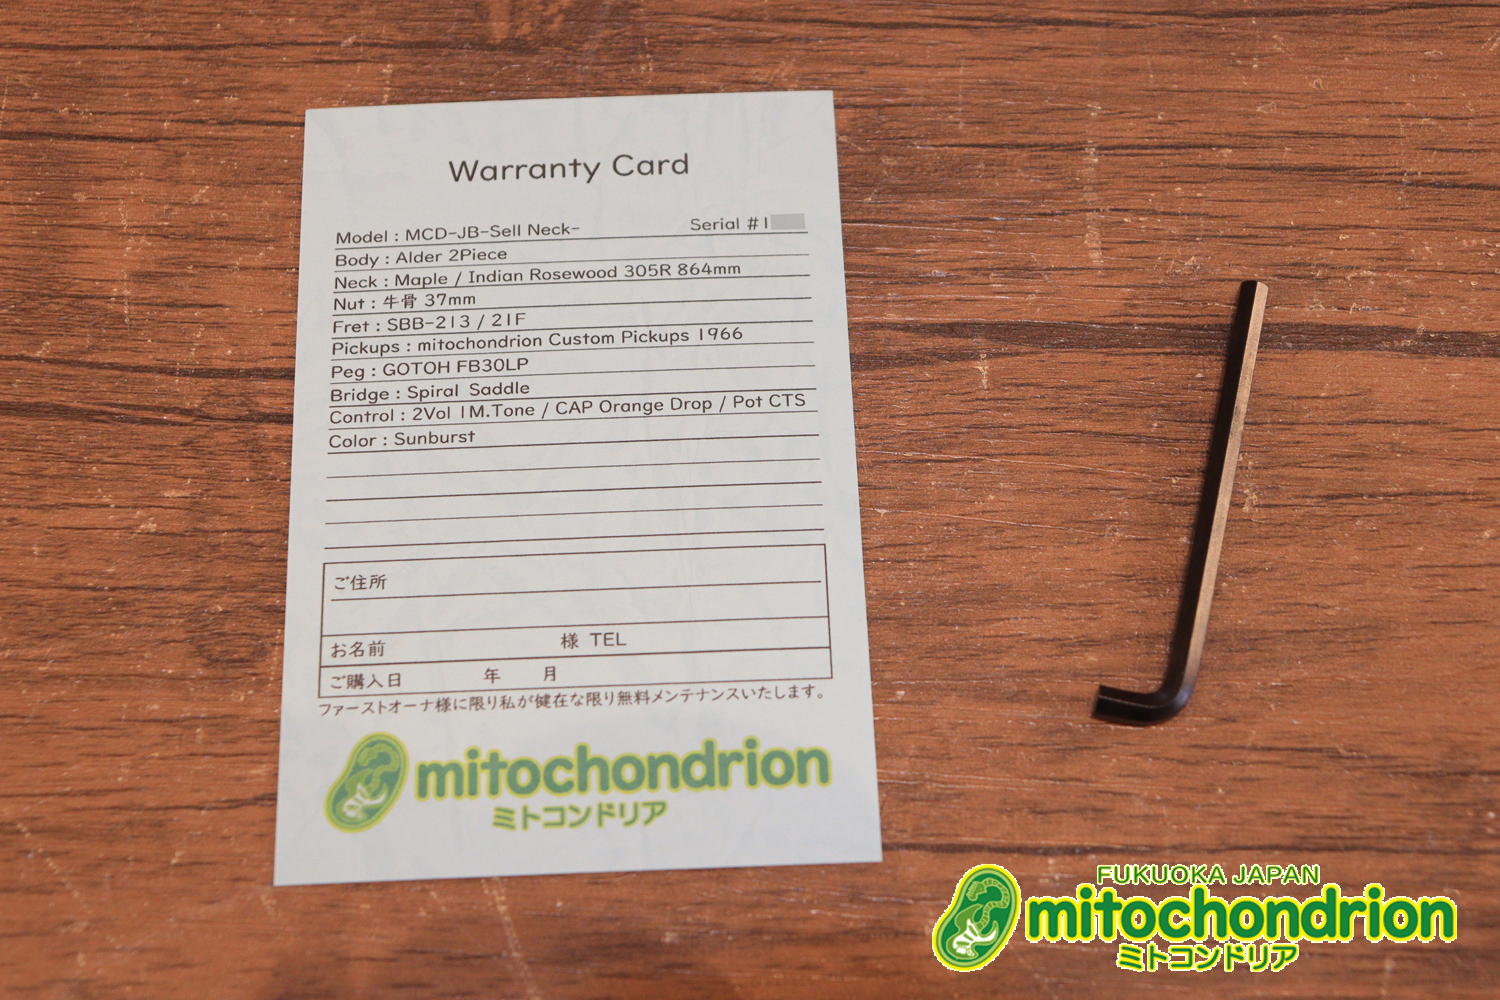 Warranty Card
Model : MCD-JB-Sell Neck- Serial #1
Body : Alder 2Piece
Neck : Maple / Indian Rosewood 305R 864mm
Nut : 牛骨 37mm
Fret : SBB-213 / 21F
Pickups : mitochondrion Custom Pickups 1966
Peg : GOTOH FB30LP
Bridge : Spiral Saddle
Control : 2Vol 1M.Tone / CAP Orange Drop / Pot CTS
Color : Sunburst
ご住所
お名前 様 TEL
ご購入日 年 月
ファーストオーナ様に限り私が健在な限り無料メンテナンスいたします。
mitochondrion
ミトコンドリア
FUKUOKA JAPAN
mitochondrion
ミトコンドリア